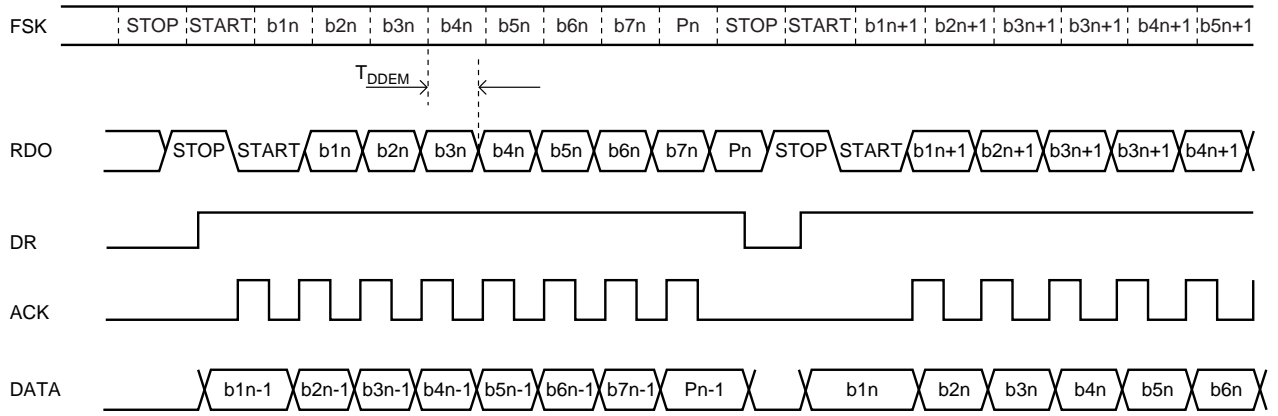 FSK STOP START b1n b2n b3n b4n b5n b6n b7n Pn STOP START b1n+1 b2n+1 b3n+1 b3n+1 b4n+1 b5n+1
TDDEM
RDO STOP START b1n b2n b3n b4n b5n b6n b7n Pn STOP START b1n+1 b2n+1 b3n+1 b3n+1 b4n+1
DR
ACK
DATA b1n-1 b2n-1 b3n-1 b4n-1 b5n-1 b6n-1 b7n-1 Pn-1 b1n b2n b3n b4n b5n b6n